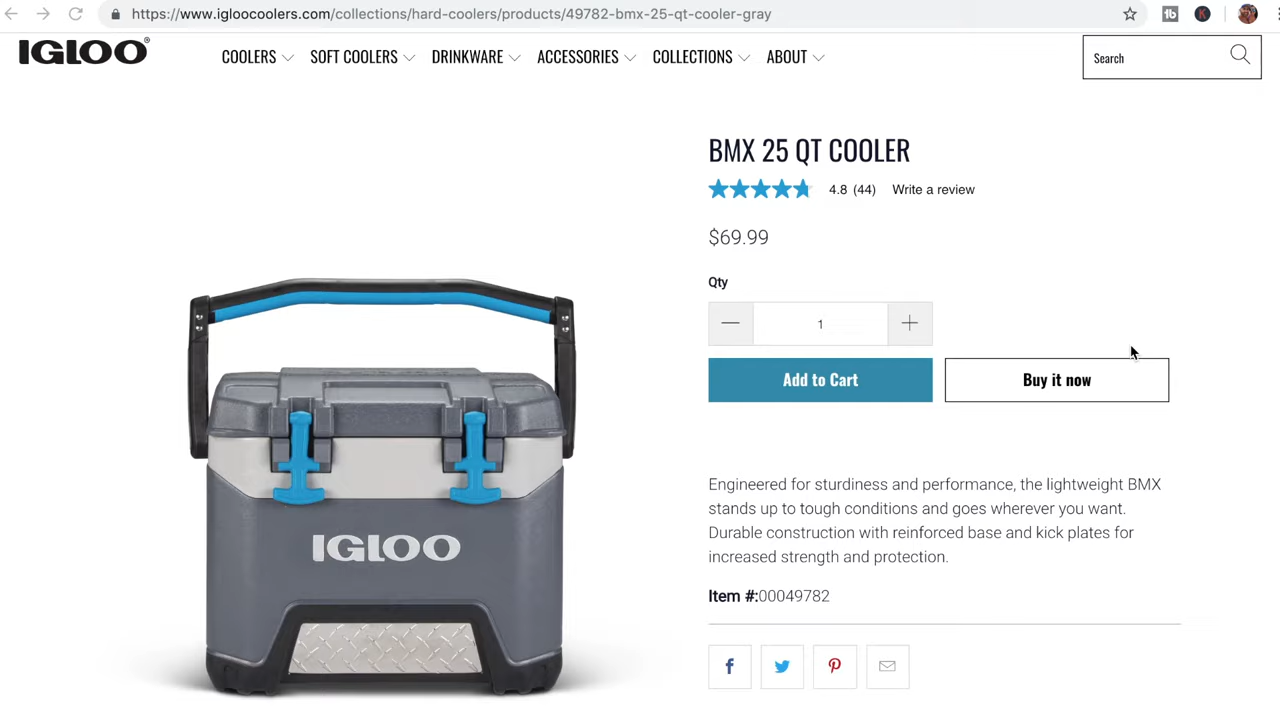 https://www.igloocoolers.com/collections/hard-coolers/products/49782-bmx-25-qt-cooler-gray
IGLOO®
COOLERS SOFT COOLERS DRINKWARE ACCESSORIES COLLECTIONS ABOUT
Search
BMX 25 QT COOLER
4.8 (44) Write a review
$69.99
Qty
1
Add to Cart
Buy it now
Engineered for sturdiness and performance, the lightweight BMX
stands up to tough conditions and goes wherever you want.
Durable construction with reinforced base and kick plates for
increased strength and protection.
Item #:00049782
IGLOO